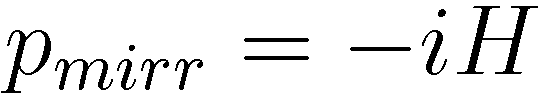 $p_{mirr} = -iH$